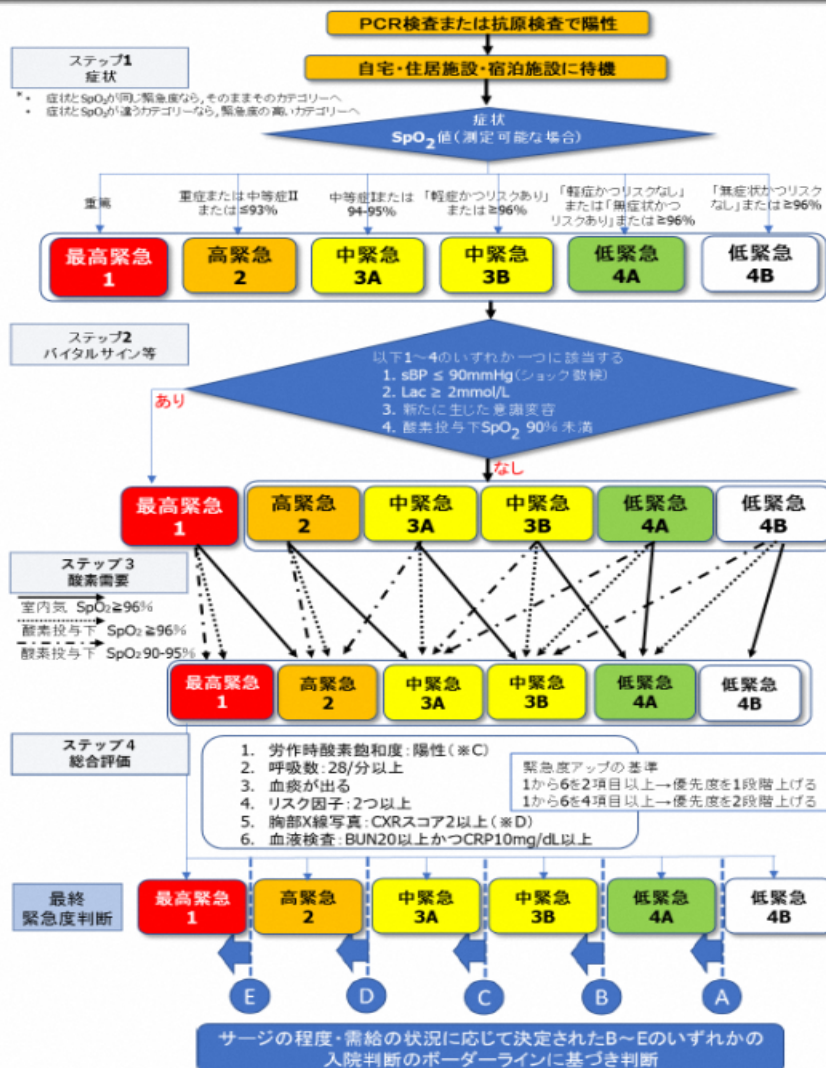 PCR検査または抗原検査で陽性
自宅・住居施設・宿泊施設に待機
ステップ1
症状
*・ 症状とSpO₂が同じ緊急度なら,そのままそのカテゴリーへ
・ 症状とSpO₂が違うカテゴリーなら,緊急度の高いカテゴリーへ
症状
SpO₂値(測定可能な場合)
重篤
重症または中等症II
または≦93%
中等症Iまたは
94-95%
「軽症かつリスクあり」
または≧96%
「軽症かつリスクなし」
または「無症状かつ
リスクあり」または≧96%
「無症状かつリスク
なし」または≧96%
最高緊急
1
高緊急
2
中緊急
3A
中緊急
3B
低緊急
4A
低緊急
4B
ステップ2
バイタルサイン等
以下1~4のいずれか一つに該当する
1. sBP ≤ 90mmHg(ショック徴候)
2. Lac ≥ 2mmol/L
3. 新たに生じた意識変容
4. 酸素投与下SpO₂ 90% 未満
あり
なし
最高緊急
1
高緊急
2
中緊急
3A
中緊急
3B
低緊急
4A
低緊急
4B
ステップ3
酸素需要
室内気 SpO₂≧96%
酸素投与下 SpO₂≧96%
酸素投与下 SpO₂90-95%
最高緊急
1
高緊急
2
中緊急
3A
中緊急
3B
低緊急
4A
低緊急
4B
ステップ4
総合評価
1. 労作時酸素飽和度:陽性(※C)
2. 呼吸数:28/分以上
3. 血痰が出る
4. リスク因子:2つ以上
5. 胸部X線写真:CXRスコア2以上(※D)
6. 血液検査:BUN20以上かつCRP10mg/dL以上
緊急度アップの基準
1から6を2項目以上→優先度を1段階上げる
1から6を4項目以上→優先度を2段階上げる
最終
緊急度判断
最高緊急
1
高緊急
2
中緊急
3A
中緊急
3B
低緊急
4A
低緊急
4B
E
D
C
B
A
サージの程度・需給の状況に応じて決定されたB~Eのいずれかの
入院判断のボーダーラインに基づき判断